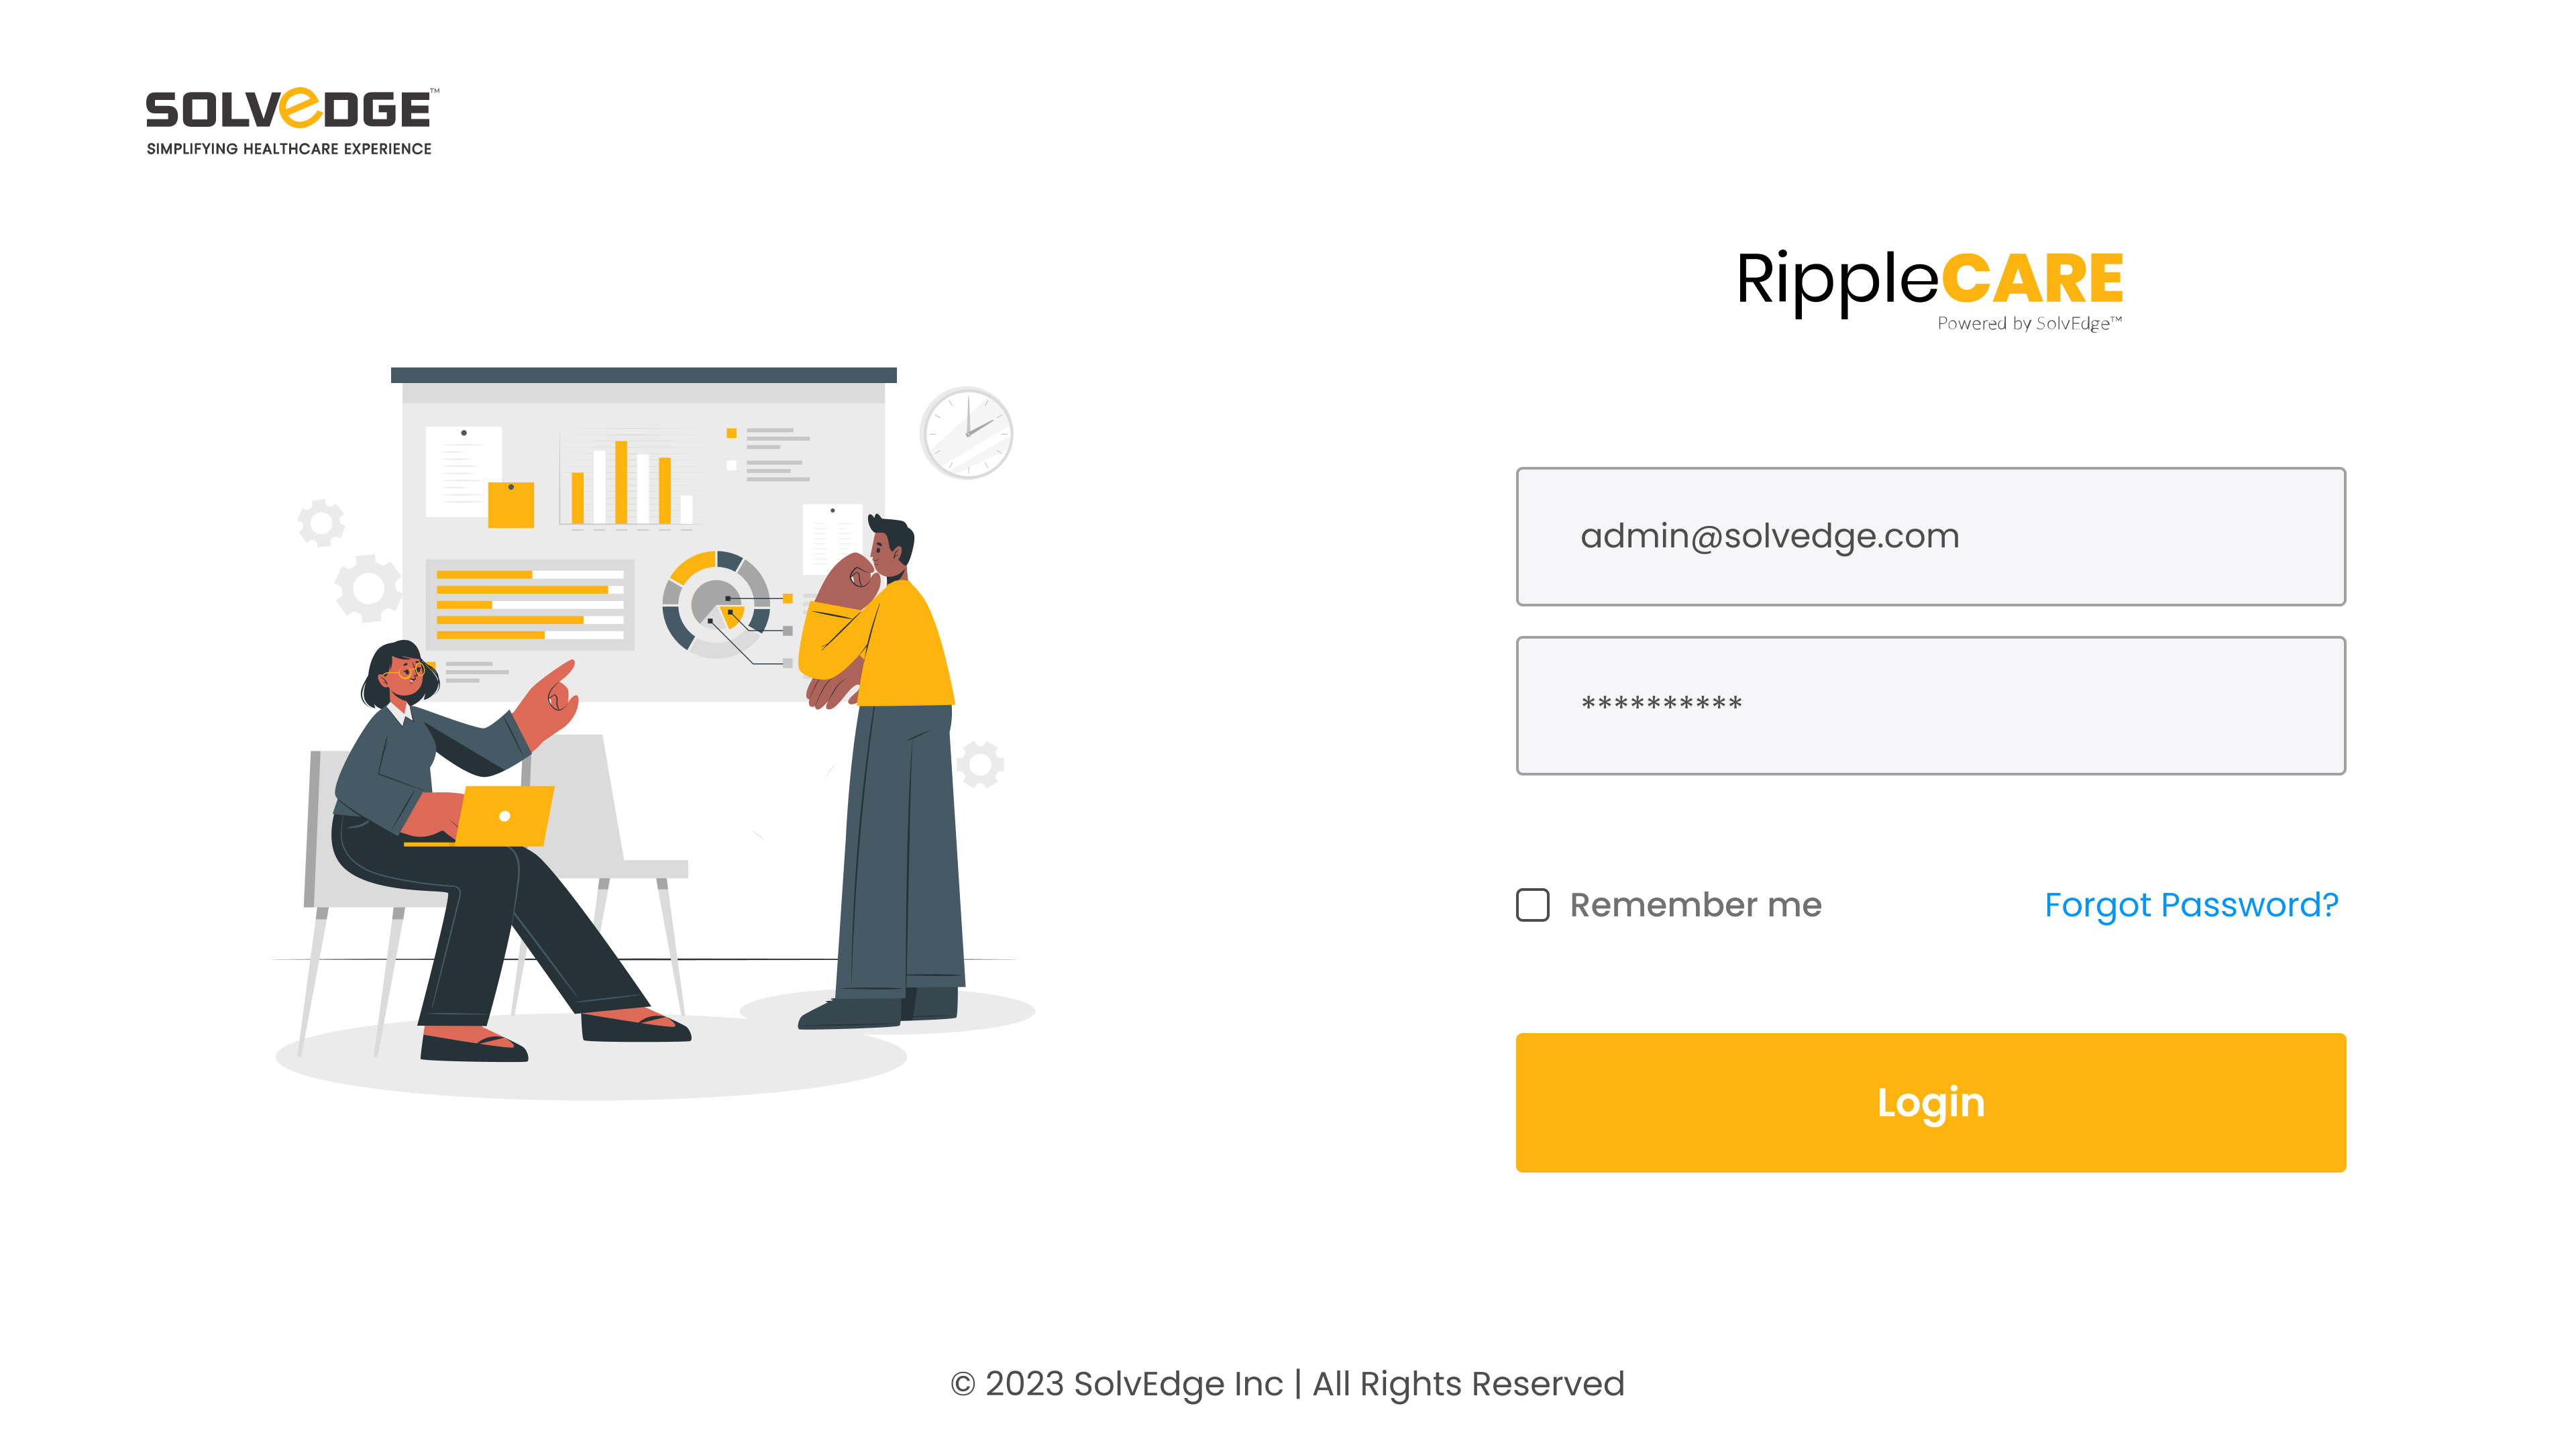 SOLVEDGE™
SIMPLIFYING HEALTHCARE EXPERIENCE
RippleCARE
Powered by SolvEdge™
admin@solvedge.com
**********
Remember me
Forgot Password?
Login
© 2023 SolvEdge Inc | All Rights Reserved